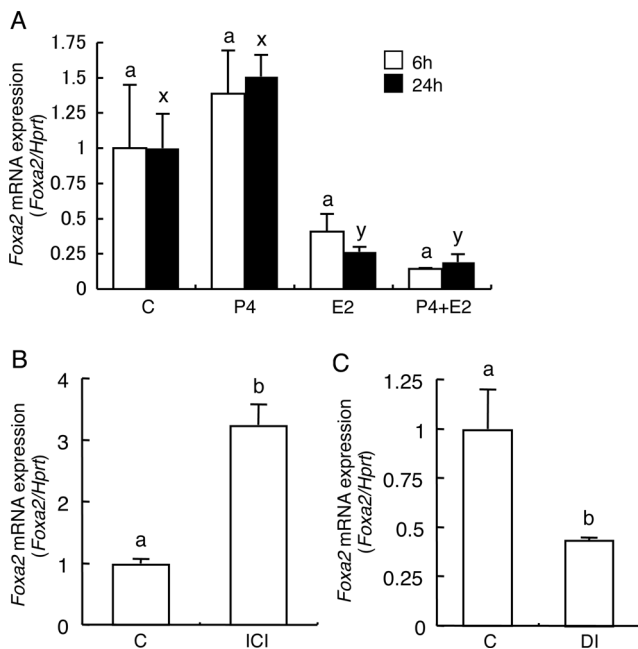 A
Foxa2 mRNA expression
(Foxa2/Hprt)
1.75
1.5
1.25
1
0.75
0.5
0.25
0
a
x
a
x
a
y
a
y
6h
24h
C
P4
E2
P4+E2
B
Foxa2 mRNA expression
(Foxa2/Hprt)
4
3
2
1
0
a
b
C
ICI
C
Foxa2 mRNA expression
(Foxa2/Hprt)
1.25
1
0.75
0.5
0.25
0
a
b
C
DI